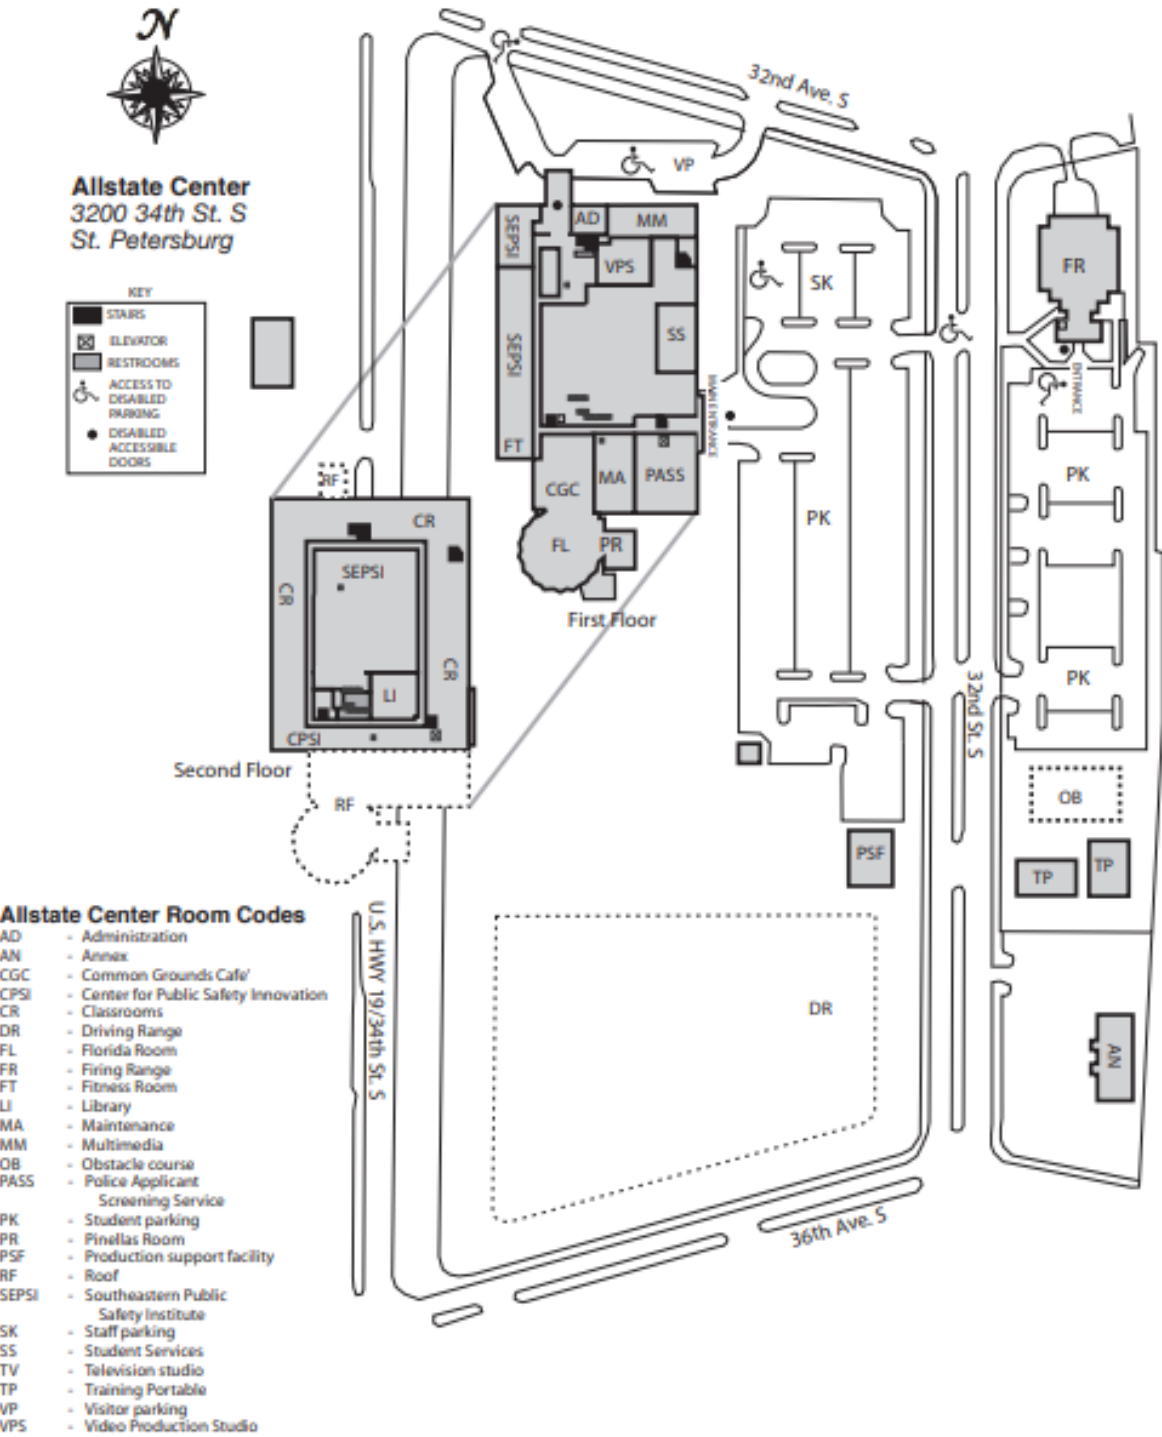 N
32nd Ave. S
Allstate Center
3200 34th St. S
St. Petersburg
KEY
STAIRS
ELEVATOR
RESTROOMS
ACCESS TO
DISABLED
PARKING
DISABLED
ACCESSIBLE
DOORS
VP
SEPSI
AD
MM
VPS
SEPSI
SS
FT
CGC
MA
PASS
FL
PR
First Floor
MAIN ENTRANCE
SK
PK
FR
ENTRANCE
PK
PK
32nd St. S
OB
TP
TP
PSF
AN
DR
36th Ave. S
RF
CR
SEPSI
CR
CR
LI
CPSI
Second Floor
RF
U.S. HWY 19/34th St. S
Allstate Center Room Codes
AD - Administration
AN - Annex
CGC - Common Grounds Cafe'
CPSI - Center for Public Safety Innovation
CR - Classrooms
DR - Driving Range
FL - Florida Room
FR - Firing Range
FT - Fitness Room
LI - Library
MA - Maintenance
MM - Multimedia
OB - Obstacle course
PASS - Police Applicant
Screening Service
PK - Student parking
PR - Pinellas Room
PSF - Production support facility
RF - Roof
SEPSI - Southeastern Public
Safety Institute
SK - Staff parking
SS - Student Services
TV - Television studio
TP - Training Portable
VP - Visitor parking
VPS - Video Production Studio